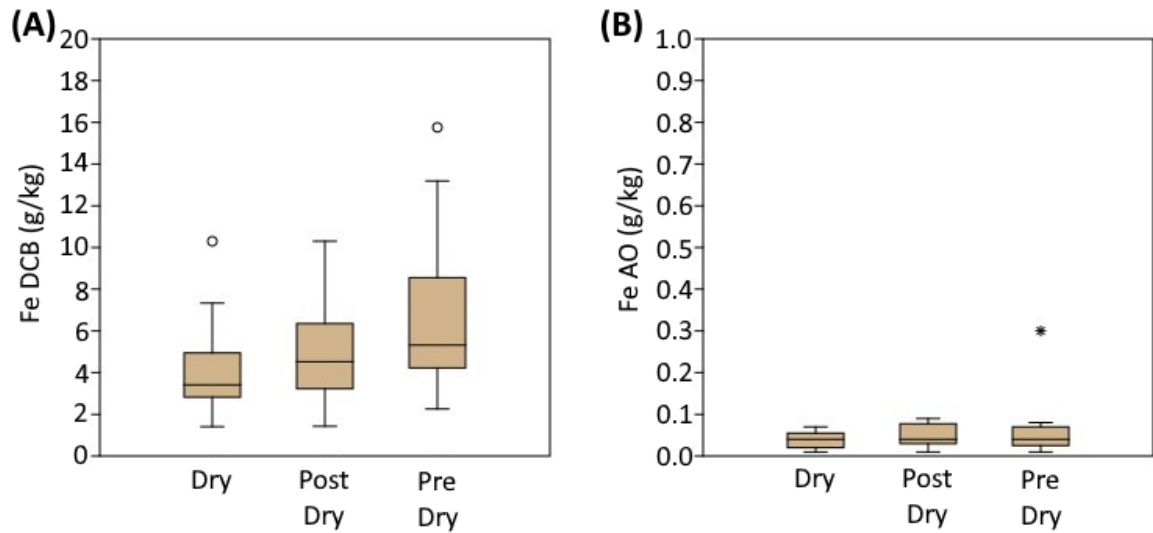 (A)
Fe DCB (g/kg)
20
18
16
14
12
10
8
6
4
2
0
Dry
Post
Dry
Pre
Dry
(B)
Fe AO (g/kg)
1.0
0.9
0.8
0.7
0.6
0.5
0.4
0.3
0.2
0.1
0.0
Dry
Post
Dry
Pre
Dry